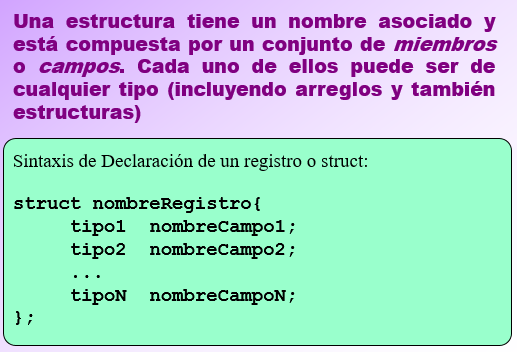 Una estructura tiene un nombre asociado y
está compuesta por un conjunto de miembros
o campos. Cada uno de ellos puede ser de
cualquier tipo (incluyendo arreglos y también
estructuras)
Sintaxis de Declaración de un registro o struct:
struct nombreRegistro{
tipo1 nombreCampo1;
tipo2 nombreCampo2;
...
tipoN nombreCampoN;
};